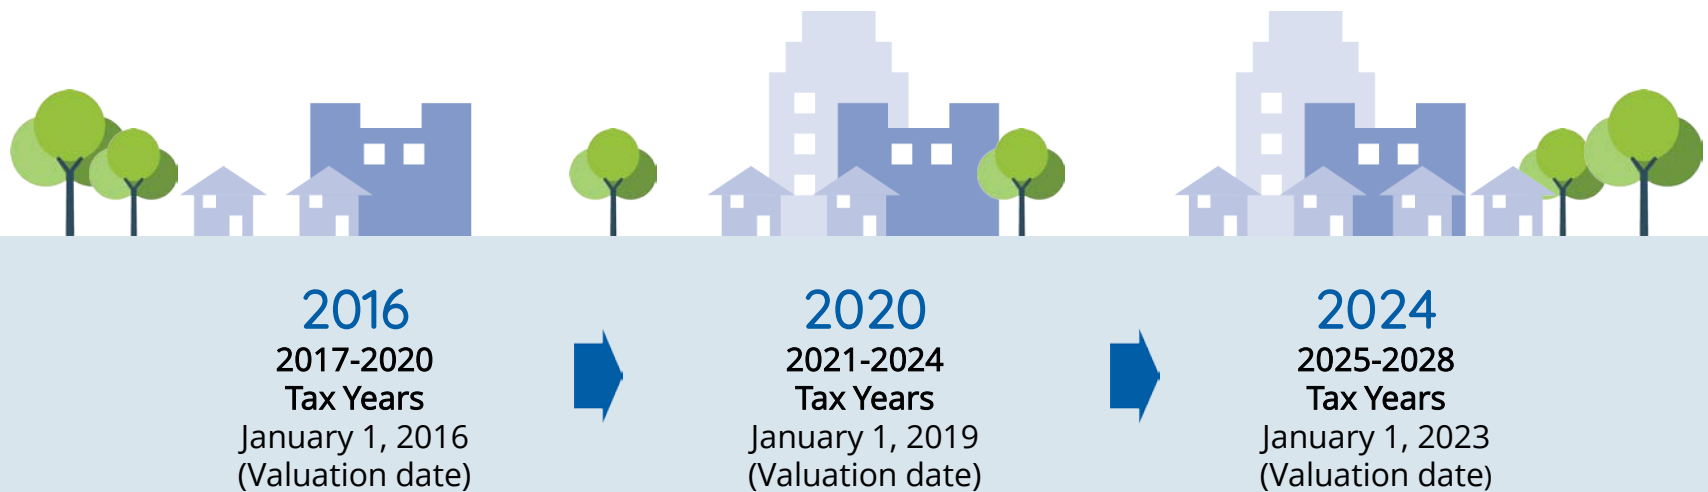 2016
2017-2020
Tax Years
January 1, 2016
(Valuation date)
2020
2021-2024
Tax Years
January 1, 2019
(Valuation date)
2024
2025-2028
Tax Years
January 1, 2023
(Valuation date)